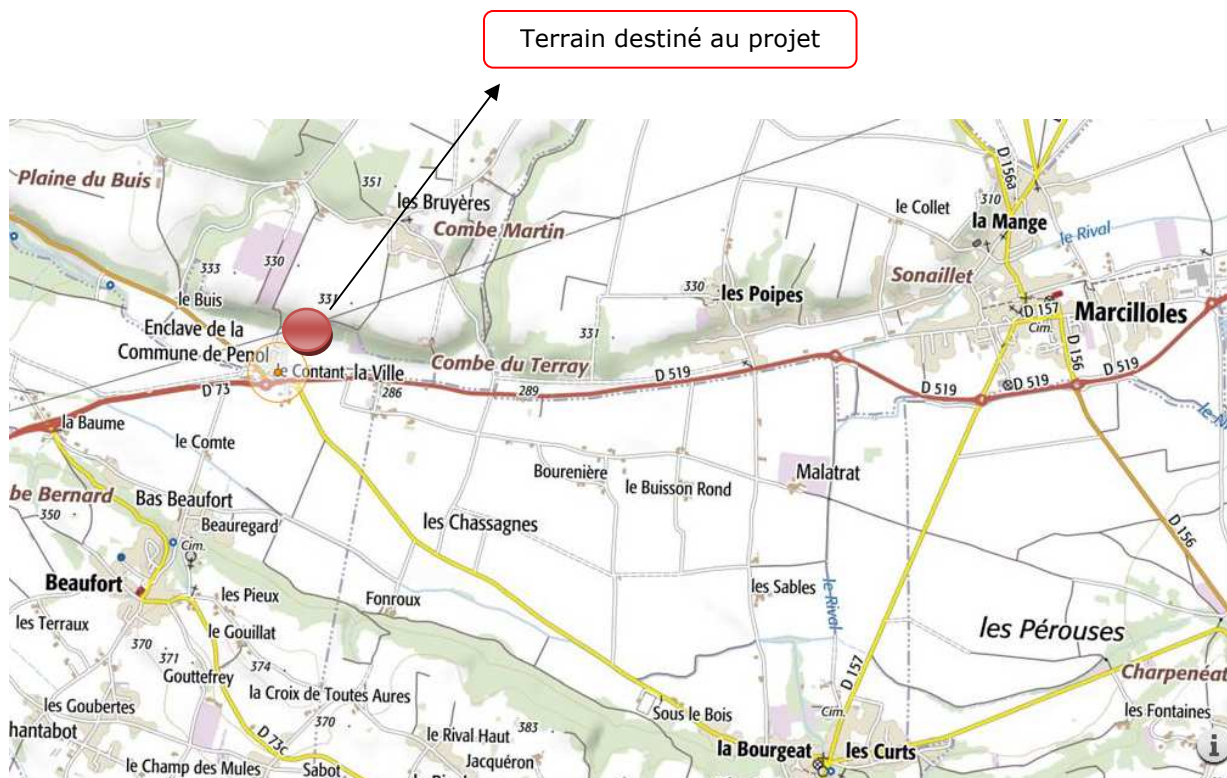 Terrain destiné au projet
D 156a
Plaine du Buis
351
les Bruyères
Combe Martin
le Collet
310
la Mange
le Rival
333
330
Sonaillet
le Buis
331
330
les Poipes
D 157
Marcilloles
Cim.
Enclave de la
Commune de Penol
331
Combe du Terray
D 156
le Contant
la Ville
D 73
286
289
D 519
D 519
D 519
D 519
la Baume
le Comte
Bourenière
le Buisson Rond
Malatrat
be Bernard
350
Bas Beaufort
Beauregard
les Chassagnes
D 156
Cim.
Beaufort
les Pieux
Fonroux
les Sables
le Rival
les Terraux
le Gouillat
les Pérouses
370
371
374
Gouttefrey
la Croix de Toutes Aures
D 157
Charpenéat
les Goubertes
370
383
Sous le Bois
Cim.
les Fontaines
hantabot
D 73c
le Rival Haut
la Bourgeat
les Curts
i
le Champ des Mules
Sabot
Jacquéron